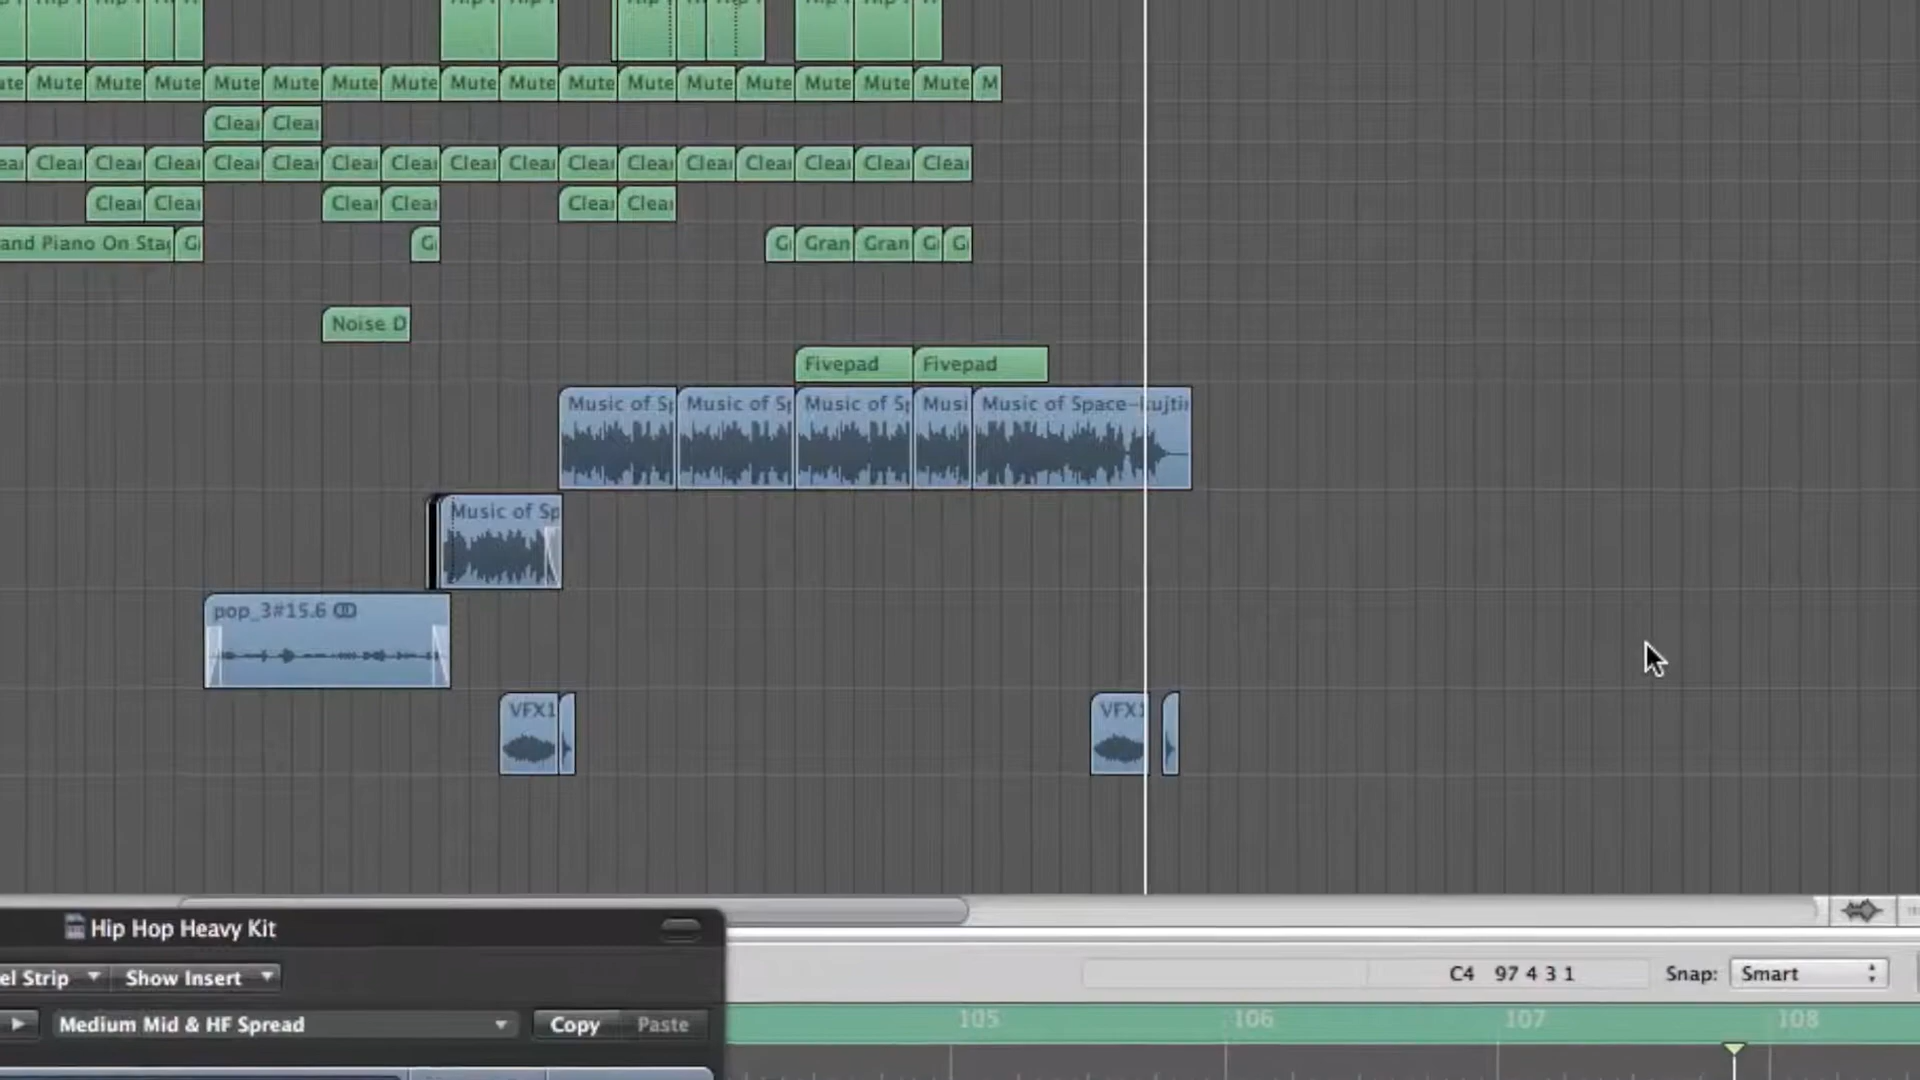 Mute Mute Mute Mute Mute Mute Mute Mute Mute Mute Mute Mute Mute Mute Mute M
Clear Clear
Clear Clear Clear Clear Clear Clear Clear Clear Clear Clear Clear Clear Clear Clear Clear Clear
Clear Clear Clear Clear Clear Clear
and Piano On Sta G G G Gran Gran G G
Noise D
Fivepad Fivepad
Music of Sp Music of Sp Music of Sp Musi Music of Space-kujti
Music of Sp
pop_3#15.6
VFX1 VFX1
Hip Hop Heavy Kit
el Strip Show Insert
C4 97 4 3 1 Snap: Smart
Medium Mid & HF Spread Copy Paste
105 106 107 108